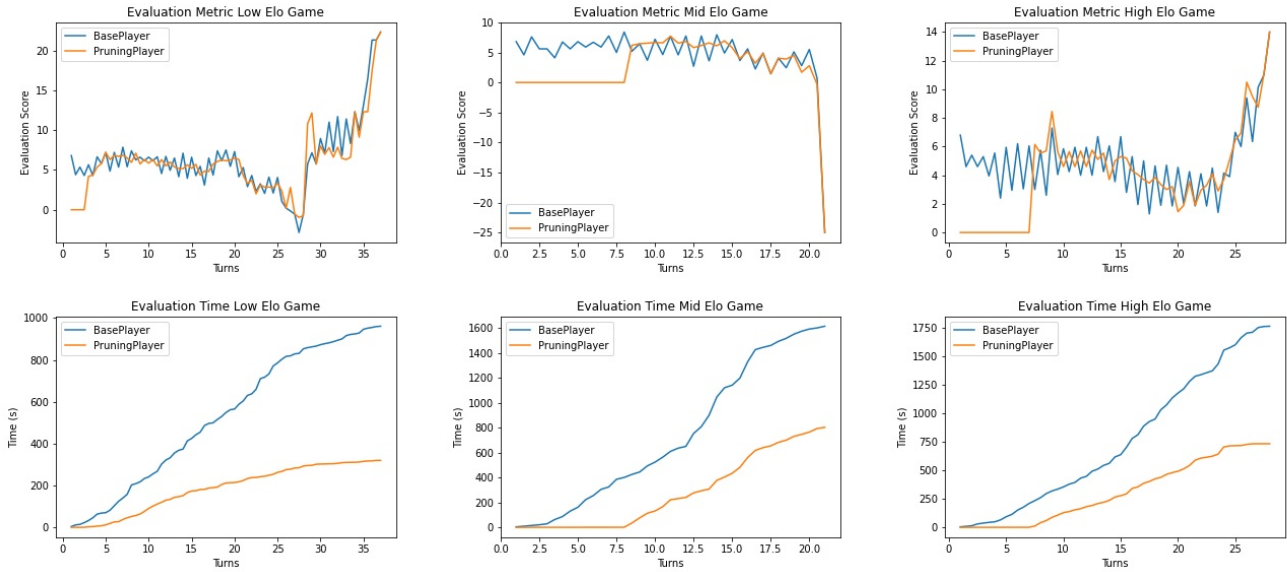 Evaluation Metric Low Elo Game
BasePlayer
PruningPlayer
Evaluation Score
20
15
10
5
0
0 5 10 15 20 25 30 35
Turns
Evaluation Metric Mid Elo Game
Evaluation Score
10
5
0
−5
−10
−15
−20
−25
BasePlayer
PruningPlayer
0.0 2.5 5.0 7.5 10.0 12.5 15.0 17.5 20.0
Turns
Evaluation Metric High Elo Game
BasePlayer
PruningPlayer
Evaluation Score
14
12
10
8
6
4
2
0
0 5 10 15 20 25
Turns
Evaluation Time Low Elo Game
BasePlayer
PruningPlayer
Time (s)
1000
800
600
400
200
0
0 5 10 15 20 25 30 35
Turns
Evaluation Time Mid Elo Game
BasePlayer
PruningPlayer
Time (s)
1600
1400
1200
1000
800
600
400
200
0
0.0 2.5 5.0 7.5 10.0 12.5 15.0 17.5 20.0
Turns
Evaluation Time High Elo Game
BasePlayer
PruningPlayer
Time (s)
1750
1500
1250
1000
750
500
250
0
0 5 10 15 20 25
Turns